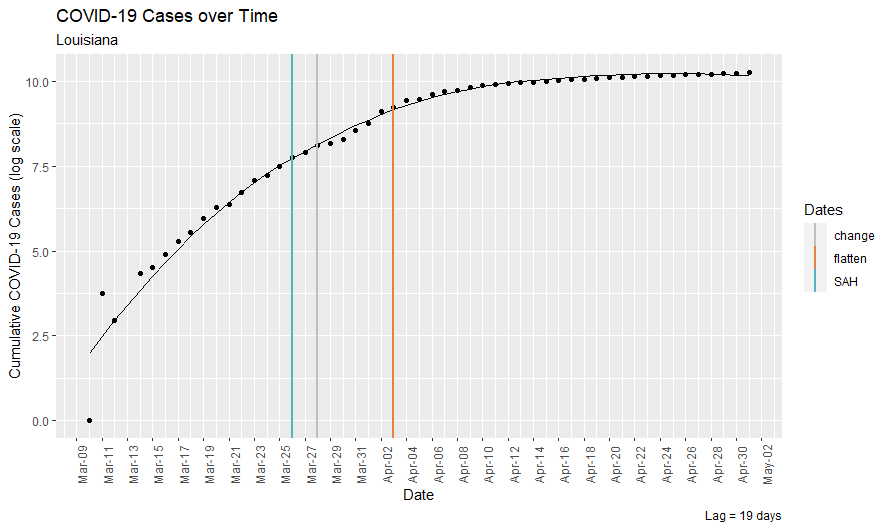 COVID-19 Cases over Time
Louisiana
Cumulative COVID-19 Cases (log scale)
10.0
7.5
5.0
2.5
0.0
Mar-09
Mar-11
Mar-13
Mar-15
Mar-17
Mar-19
Mar-21
Mar-23
Mar-25
Mar-27
Mar-29
Mar-31
Apr-02
Apr-04
Apr-06
Apr-08
Apr-10
Apr-12
Apr-14
Apr-16
Apr-18
Apr-20
Apr-22
Apr-24
Apr-26
Apr-28
Apr-30
May-02
Date
Dates
change
flatten
SAH
Lag = 19 days